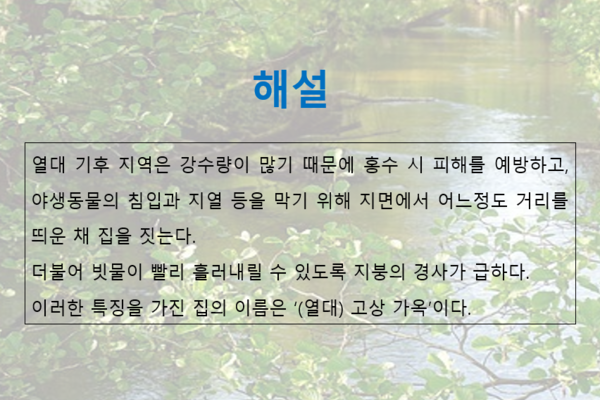 해설
열대 기후 지역은 강수량이 많기 때문에 홍수 시 피해를 예방하고,
야생동물의 침입과 지열 등을 막기 위해 지면에서 어느정도 거리를
띄운 채 집을 짓는다.
더불어 빗물이 빨리 흘러내릴 수 있도록 지붕의 경사가 급하다.
이러한 특징을 가진 집의 이름은 ‘(열대) 고상 가옥’이다.